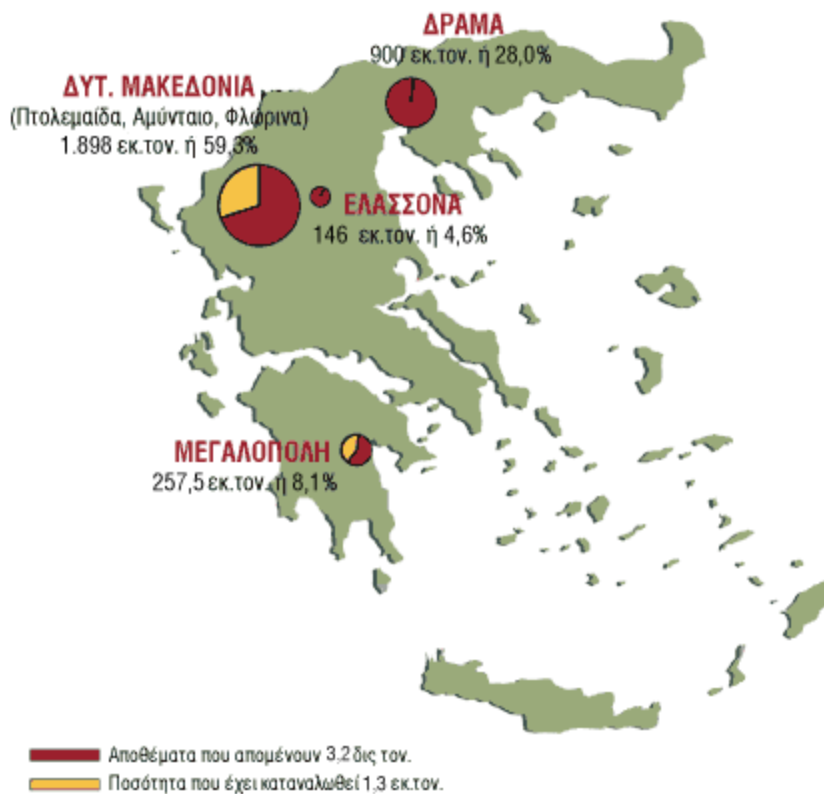 ΔΡΑΜΑ
900 εκ.τον. ή 28,0%
ΔΥΤ. ΜΑΚΕΔΟΝΙΑ
(Πτολεμαίδα, Αμύνταιο, Φλώρινα)
1.898 εκ.τον. ή 59,3%
ΕΛΑΣΣΟΝΑ
146 εκ.τον. ή 4,6%
ΜΕΓΑΛΟΠΟΛΗ
257,5 εκ.τον. ή 8,1%
Αποθέματα που απομένουν 3,2 δις τον.
Ποσότητα που έχει καταναλωθεί 1,3 εκ.τον.